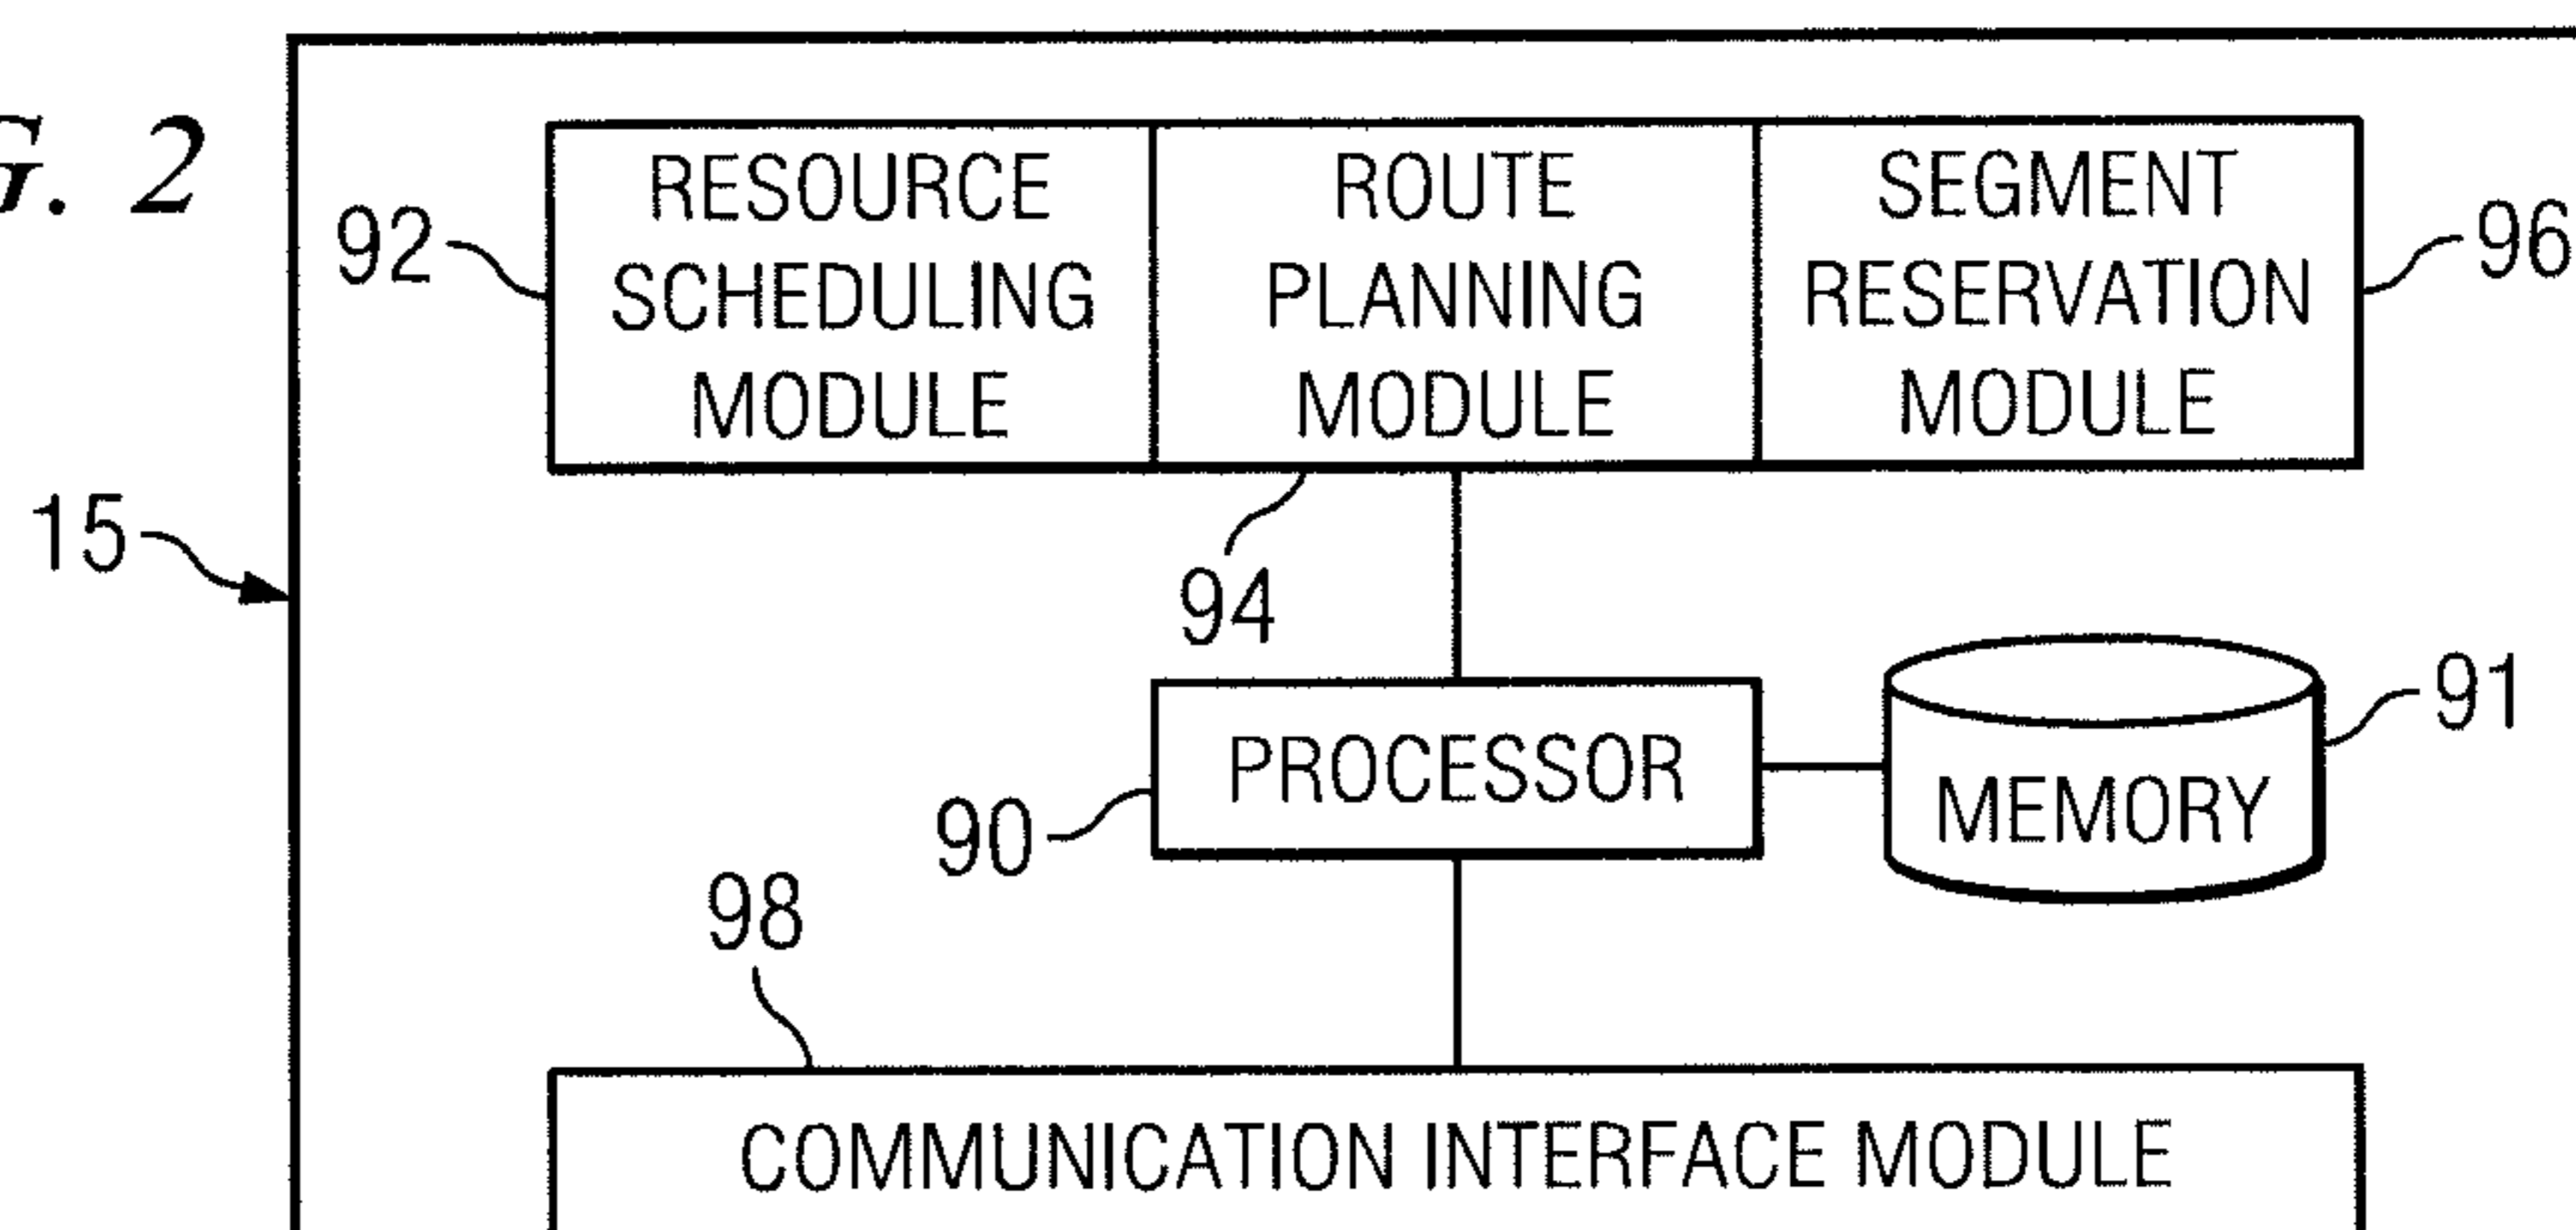 G. 2
RESOURCE
SCHEDULING
MODULE
ROUTE
PLANNING
MODULE
SEGMENT
RESERVATION
MODULE
92
96
15
94
PROCESSOR
90
MEMORY
91
98
COMMUNICATION INTERFACE MODULE